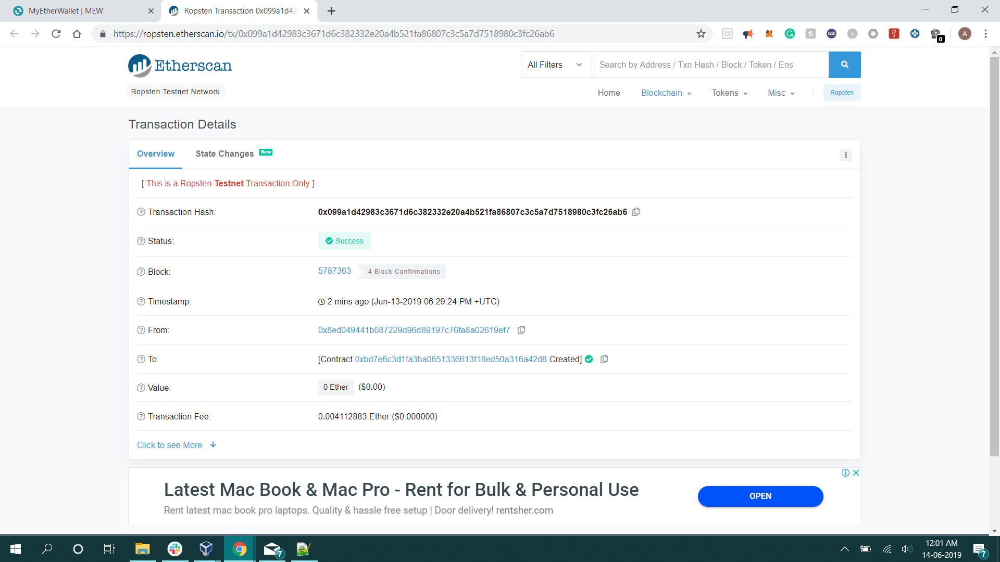 MyEtherWallet | MEW
Ropsten Transaction 0x099a1d42
https://ropsten.etherscan.io/tx/0x099a1d42983c3671d6c382332e20a4b521fa86807c3c5a7d7518980c3fc26ab6
bit
h
0
A
Etherscan
All Filters
Search by Address / Txn Hash / Block / Token / Ens
Ropsten Testnet Network
Home
Blockchain
Tokens
Misc
Ropsten
Transaction Details
Overview
State Changes New
[ This is a Ropsten Testnet Transaction Only ]
Transaction Hash: 0x099a1d42983c3671d6c382332e20a4b521fa86807c3c5a7d7518980c3fc26ab6
Status: Success
Block: 5787363 4 Block Confirmations
Timestamp: 2 mins ago (Jun-13-2019 06:29:24 PM +UTC)
From: 0x8ed049441b087229d96d89197c76fa8a02619ef7
To: [Contract 0xbd7e6c3d1fa3ba0651336613f18ed50a316a42d8 Created]
Value: 0 Ether ($0.00)
Transaction Fee: 0.004112883 Ether ($0.000000)
Click to see More
Latest Mac Book & Mac Pro - Rent for Bulk & Personal Use
Rent latest mac book pro laptops. Quality & hassle free setup | Door delivery! rentsher.com
OPEN
7
12:01 AM
14-06-2019
7